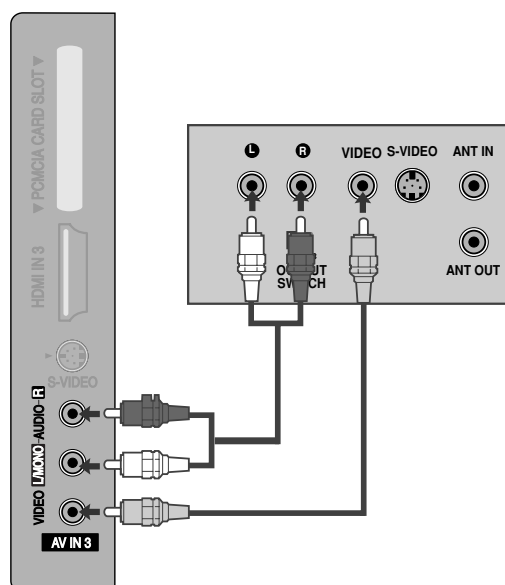 ▼ PCMCIA CARD SLOT ▼
HDMI IN 3
S-VIDEO
VIDEO L/MONO-AUDIO-R
AV IN 3
L R VIDEO S-VIDEO ANT IN
ANT OUT
SWITCH